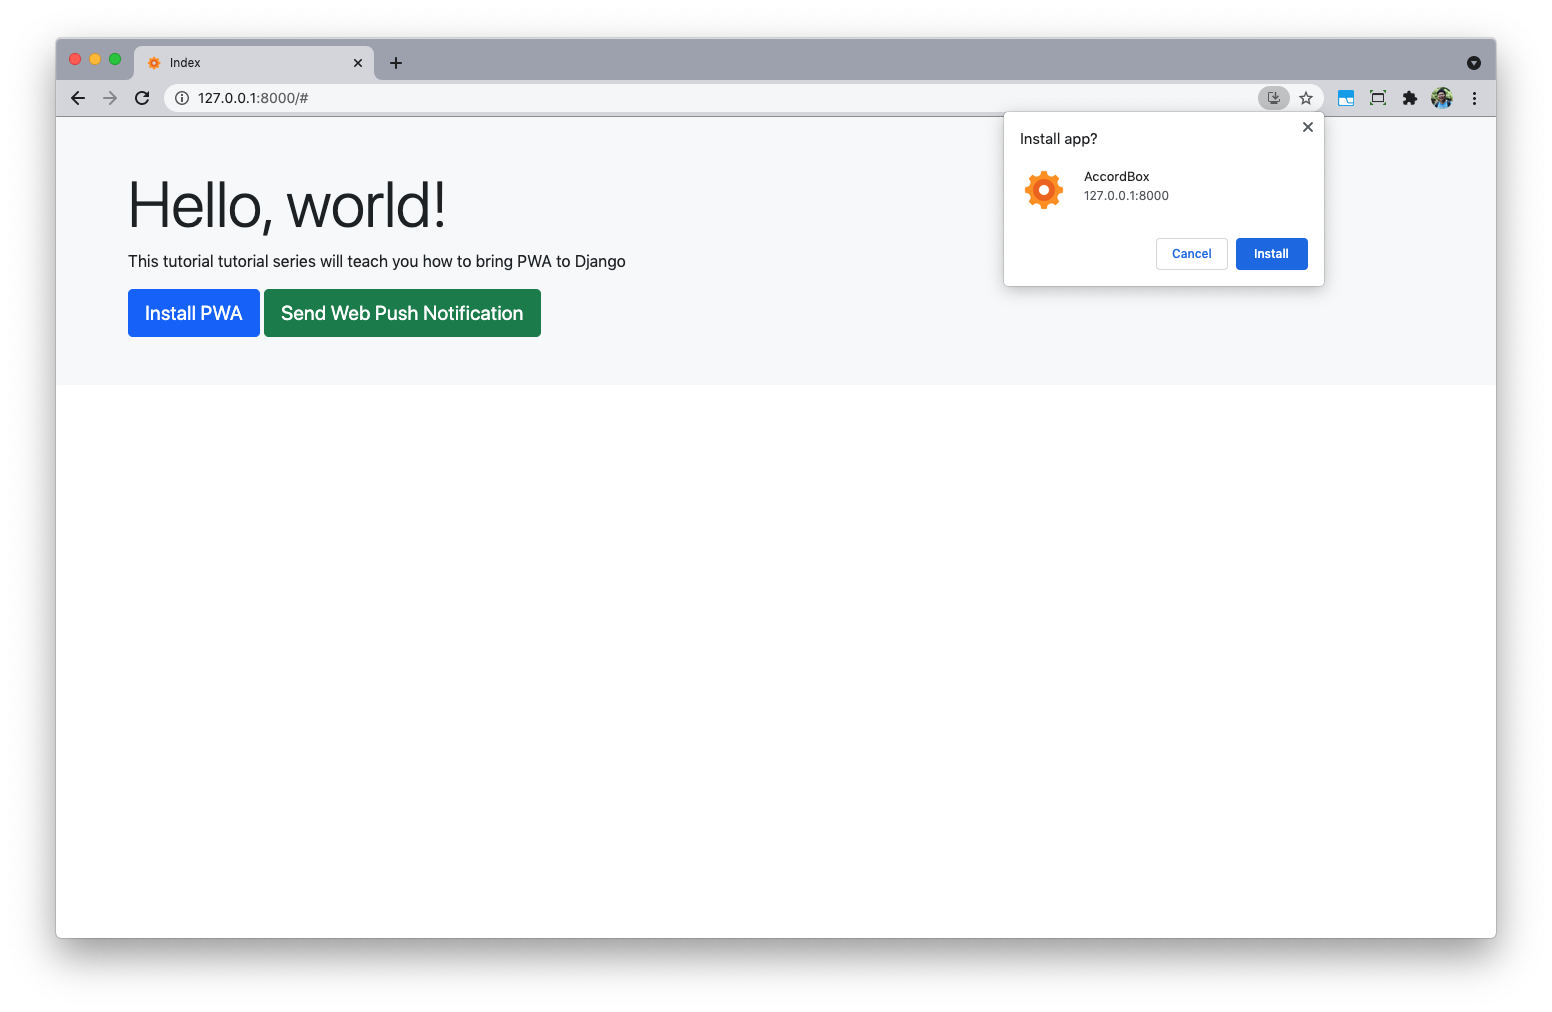 Index
127.0.0.1:8000/#
Install app?
AccordBox
127.0.0.1:8000
Cancel
Install
Hello, world!
This tutorial tutorial series will teach you how to bring PWA to Django
Install PWA
Send Web Push Notification